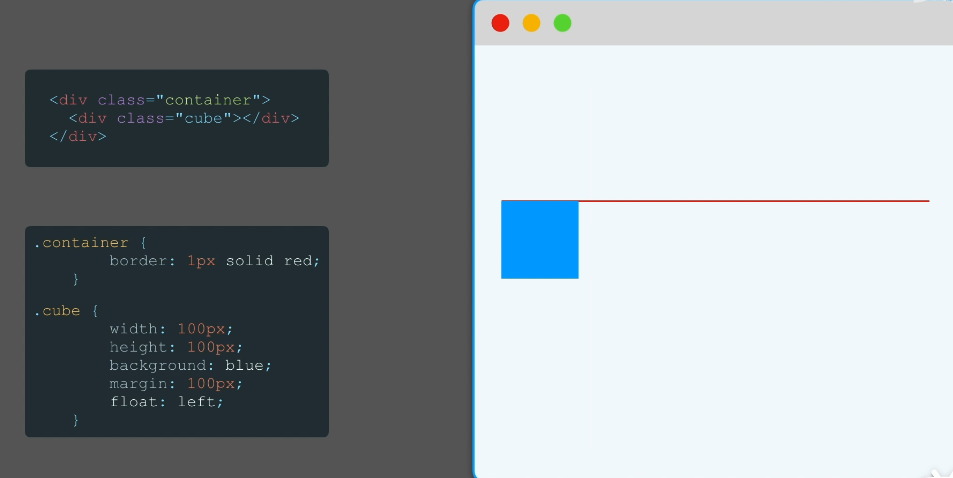 <div class="container">
<div class="cube"></div>
</div>
.container {
border: 1px solid red;
}
.cube {
width: 100px;
height: 100px;
background: blue;
margin: 100px;
float: left;
}